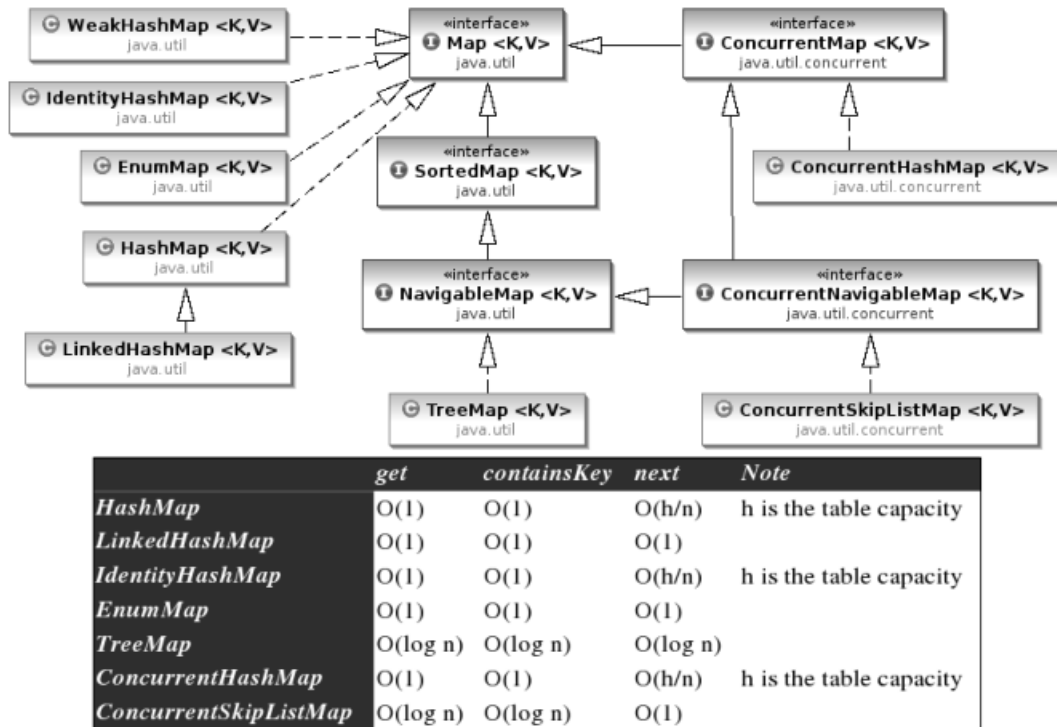 WeakHashMap <K,V>
java.util
«interface»
Map <K,V>
java.util
«interface»
ConcurrentMap <K,V>
java.util.concurrent
IdentityHashMap <K,V>
java.util
EnumMap <K,V>
java.util
«interface»
SortedMap <K,V>
java.util
ConcurrentHashMap <K,V>
java.util.concurrent
HashMap <K,V>
java.util
«interface»
NavigableMap <K,V>
java.util
«interface»
ConcurrentNavigableMap <K,V>
java.util.concurrent
LinkedHashMap <K,V>
java.util
TreeMap <K,V>
java.util
ConcurrentSkipListMap <K,V>
java.util.concurrent
get containsKey next Note
HashMap O(1) O(1) O(h/n) h is the table capacity
LinkedHashMap O(1) O(1) O(1)
IdentityHashMap O(1) O(1) O(h/n) h is the table capacity
EnumMap O(1) O(1) O(1)
TreeMap O(log n) O(log n) O(log n)
ConcurrentHashMap O(1) O(1) O(h/n) h is the table capacity
ConcurrentSkipListMap O(log n) O(log n) O(1)